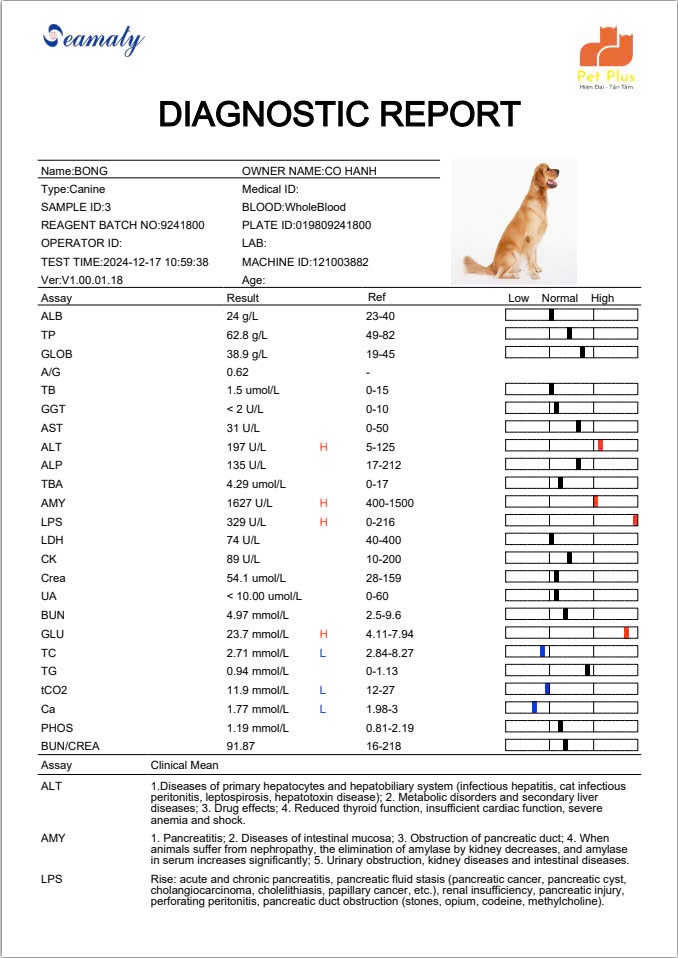 Seamaty
Pet Plus
Hiện Đại - Tận Tâm
DIAGNOSTIC REPORT
Name:BONG OWNER NAME:CO HANH
Type:Canine Medical ID:
SAMPLE ID:3 BLOOD:WholeBlood
REAGENT BATCH NO:9241800 PLATE ID:019809241800
OPERATOR ID: LAB:
TEST TIME:2024-12-17 10:59:38 MACHINE ID:121003882
Ver:V1.00.01.18 Age:
Assay Result Ref Low Normal High
ALB 24 g/L 23-40
TP 62.8 g/L 49-82
GLOB 38.9 g/L 19-45
A/G 0.62 -
TB 1.5 umol/L 0-15
GGT < 2 U/L 0-10
AST 31 U/L 0-50
ALT 197 U/L H 5-125
ALP 135 U/L 17-212
TBA 4.29 umol/L 0-17
AMY 1627 U/L H 400-1500
LPS 329 U/L H 0-216
LDH 74 U/L 40-400
CK 89 U/L 10-200
Crea 54.1 umol/L 28-159
UA < 10.00 umol/L 0-60
BUN 4.97 mmol/L 2.5-9.6
GLU 23.7 mmol/L H 4.11-7.94
TC 2.71 mmol/L L 2.84-8.27
TG 0.94 mmol/L 0-1.13
tCO2 11.9 mmol/L L 12-27
Ca 1.77 mmol/L L 1.98-3
PHOS 1.19 mmol/L 0.81-2.19
BUN/CREA 91.87 16-218
Assay Clinical Mean
ALT 1.Diseases of primary hepatocytes and hepatobiliary system (infectious hepatitis, cat infectious
peritonitis, leptospirosis, hepatotoxin disease); 2. Metabolic disorders and secondary liver
diseases; 3. Drug effects; 4. Reduced thyroid function, insufficient cardiac function, severe
anemia and shock.
AMY 1. Pancreatitis; 2. Diseases of intestinal mucosa; 3. Obstruction of pancreatic duct; 4. When
animals suffer from nephropathy, the elimination of amylase by kidney decreases, and amylase
in serum increases significantly; 5. Urinary obstruction, kidney diseases and intestinal diseases.
LPS Rise: acute and chronic pancreatitis, pancreatic fluid stasis (pancreatic cancer, pancreatic cyst,
cholangiocarcinoma, cholelithiasis, papillary cancer, etc.), renal insufficiency, pancreatic injury,
perforating peritonitis, pancreatic duct obstruction (stones, opium, codeine, methylcholine).